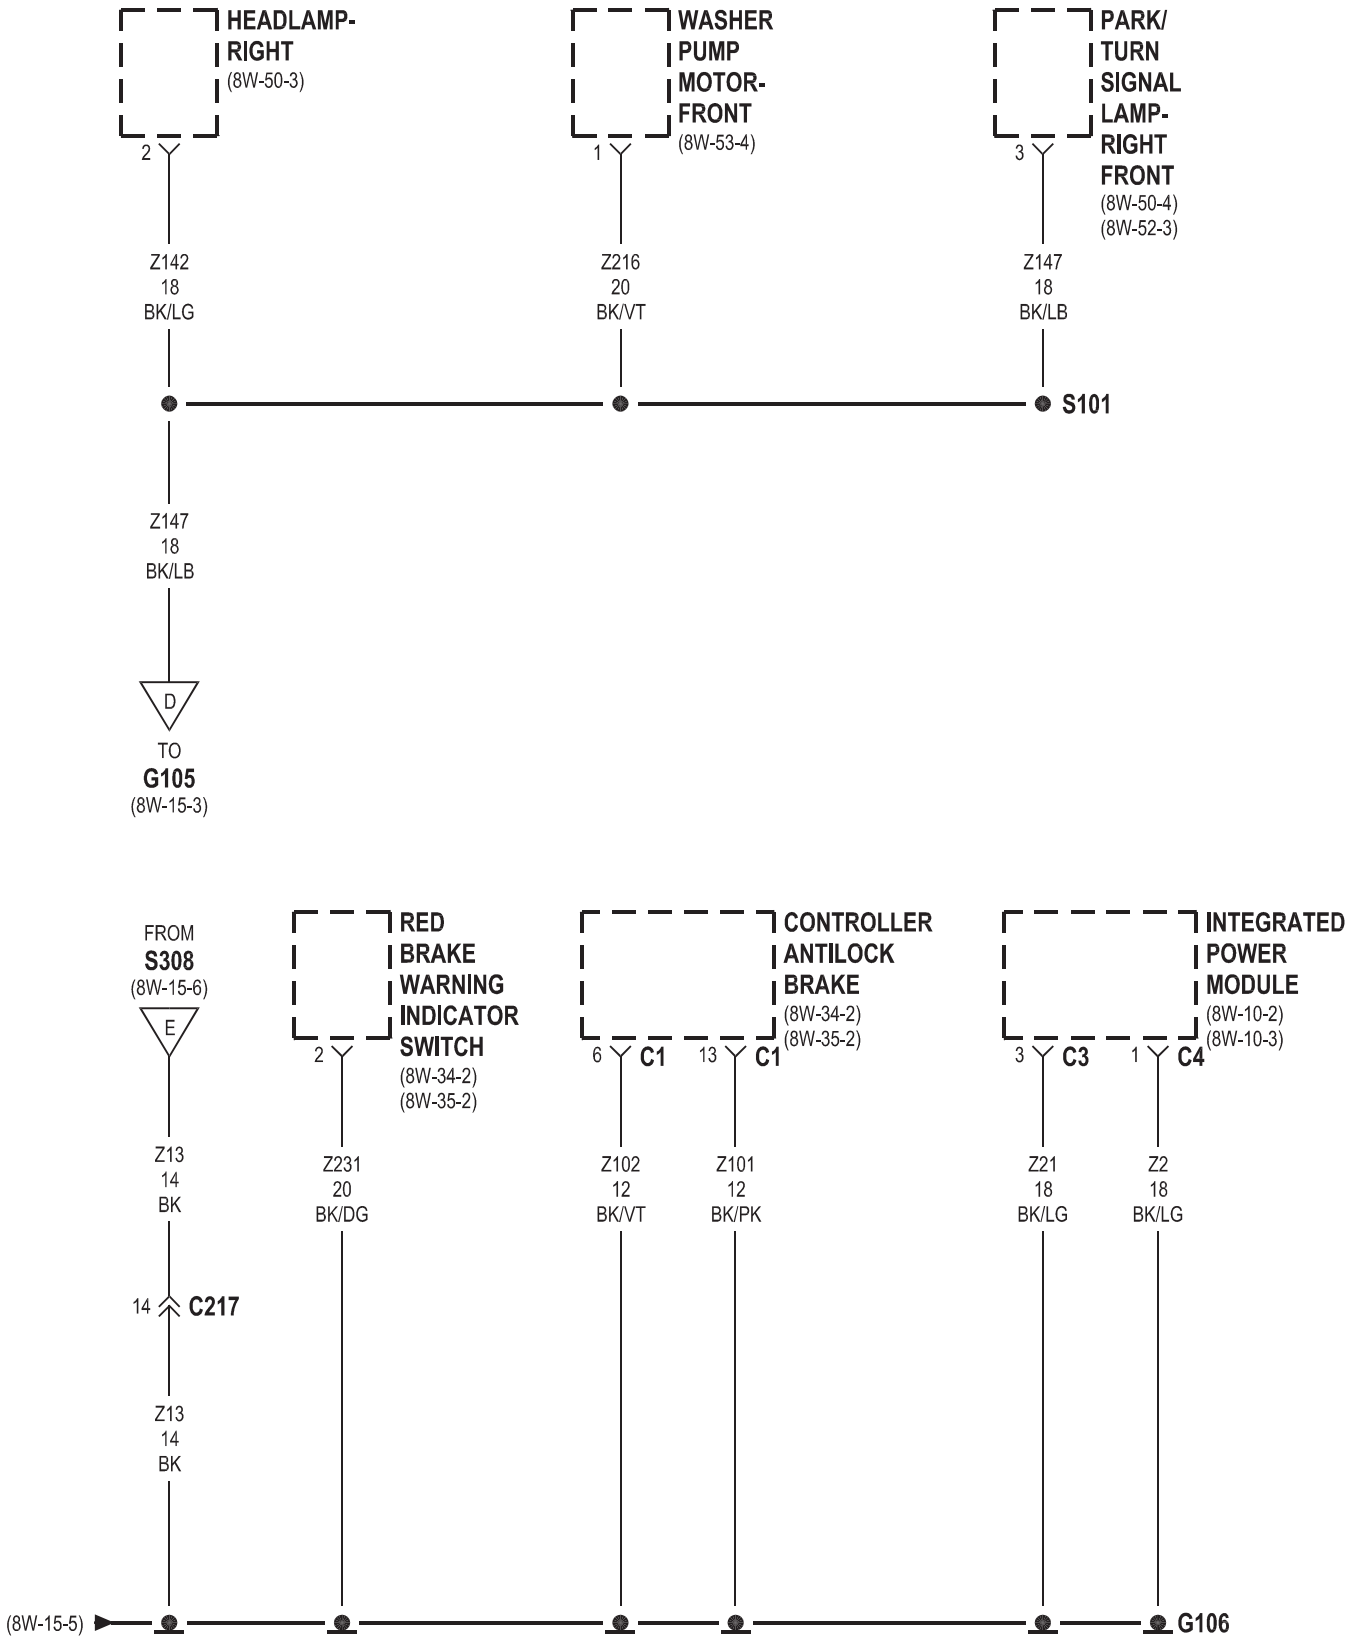 HEADLAMP-
RIGHT
(8W-50-3)
2
WASHER
PUMP
MOTOR-
FRONT
(8W-53-4)
1
PARK/
TURN
SIGNAL
LAMP-
RIGHT
FRONT
(8W-50-4)
(8W-52-3)
3
Z142
18
BK/LG
Z216
20
BK/VT
Z147
18
BK/LB
S101
Z147
18
BK/LB
D
TO
G105
(8W-15-3)
FROM
S308
(8W-15-6)
E
RED
BRAKE
WARNING
INDICATOR
SWITCH
(8W-34-2)
(8W-35-2)
2
CONTROLLER
ANTILOCK
BRAKE
(8W-34-2)
(8W-35-2)
6
C1
13
C1
INTEGRATED
POWER
MODULE
(8W-10-2)
(8W-10-3)
3
C3
1
C4
Z13
14
BK
Z231
20
BK/DG
Z102
12
BK/VT
Z101
12
BK/PK
Z21
18
BK/LG
Z2
18
BK/LG
14
C217
Z13
14
BK
(8W-15-5)
G106